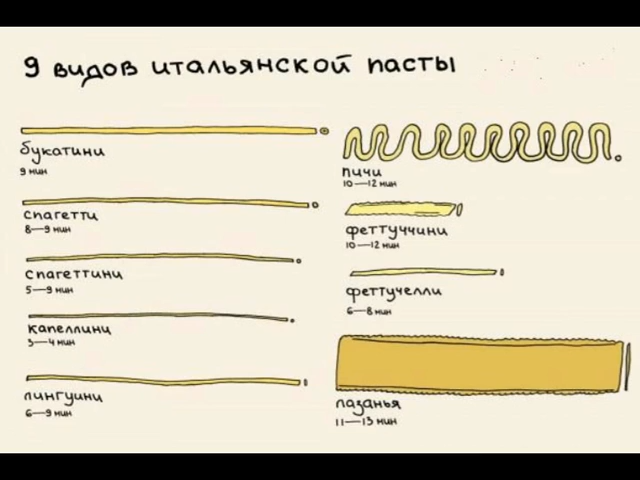 9 видов итальянской пасты
букатини
9 мин
спагетти
8—9 мин
спагеттини
5—9 мин
капеллини
3—4 мин
лингуини
6—9 мин
пичи
10—12 мин
феттуччини
10—12 мин
феттучелли
6—8 мин
лазанья
11—13 мин